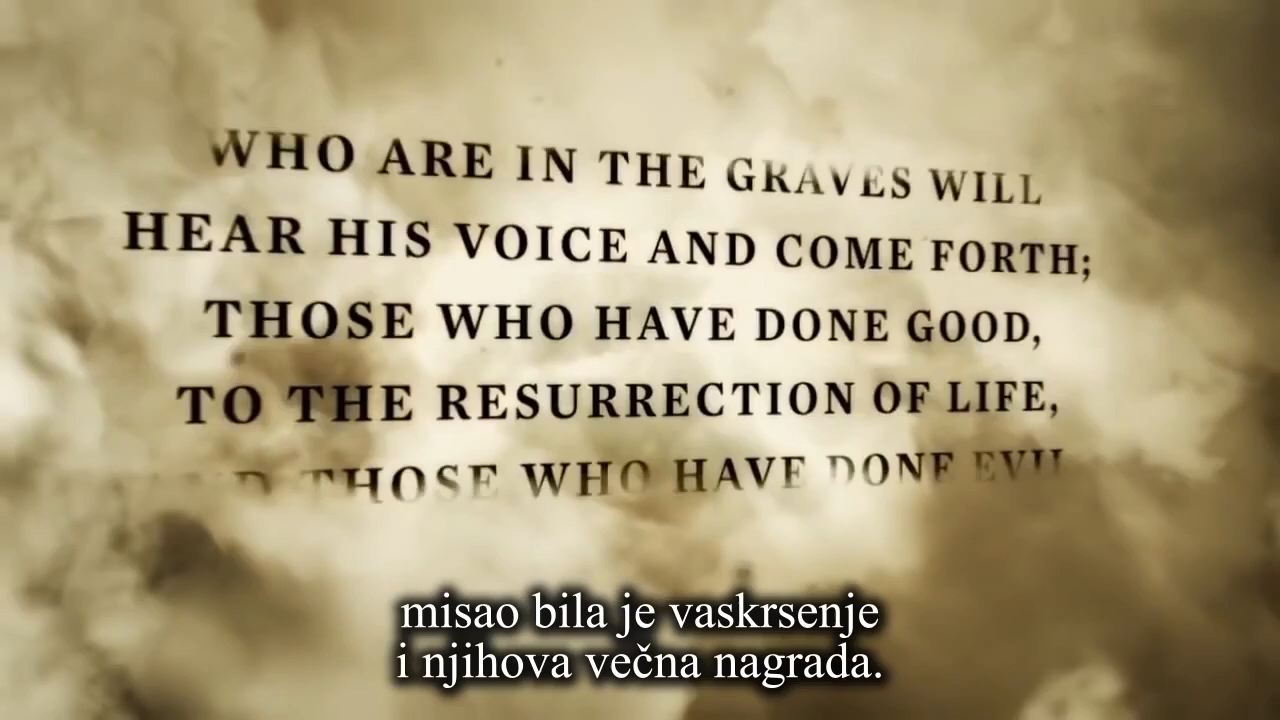 WHO ARE IN THE GRAVES WILL
HEAR HIS VOICE AND COME FORTH;
THOSE WHO HAVE DONE GOOD,
TO THE RESURRECTION OF LIFE,
THOSE WHO HAVE DONE EVIL
misao bila je vaskrsenje
i njihova večna nagrada.